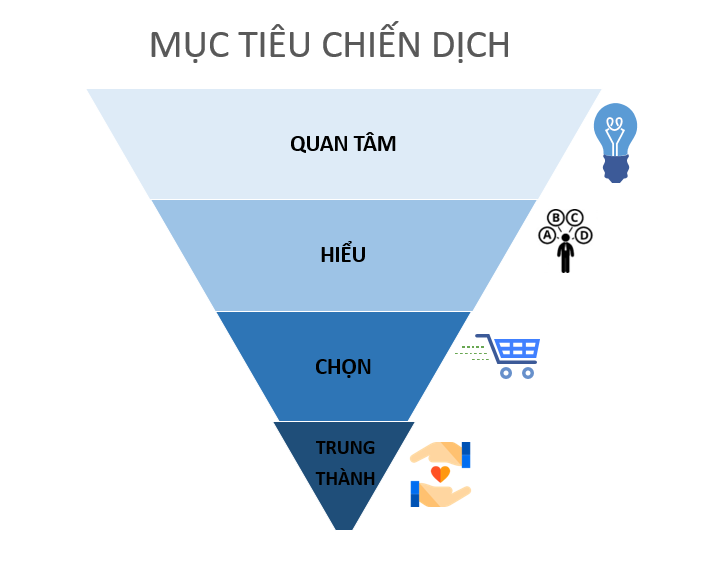 MỤC TIÊU CHIẾN DỊCH
QUAN TÂM
B C
A D
HIỂU
CHỌN
TRUNG
THÀNH